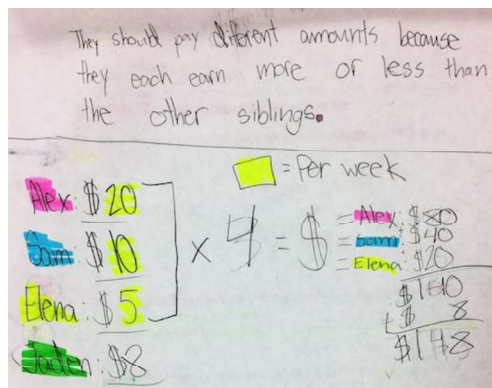 They should pay different amounts because
they each earn more or less than
the other siblings.
= Per week
Alex: $20
Sam: $10
Elena: $5
Jaden: $8
x 4 = $
= Alex: $80
= Sam: $40
= Elena: $20
$140
+ $ 8
$148